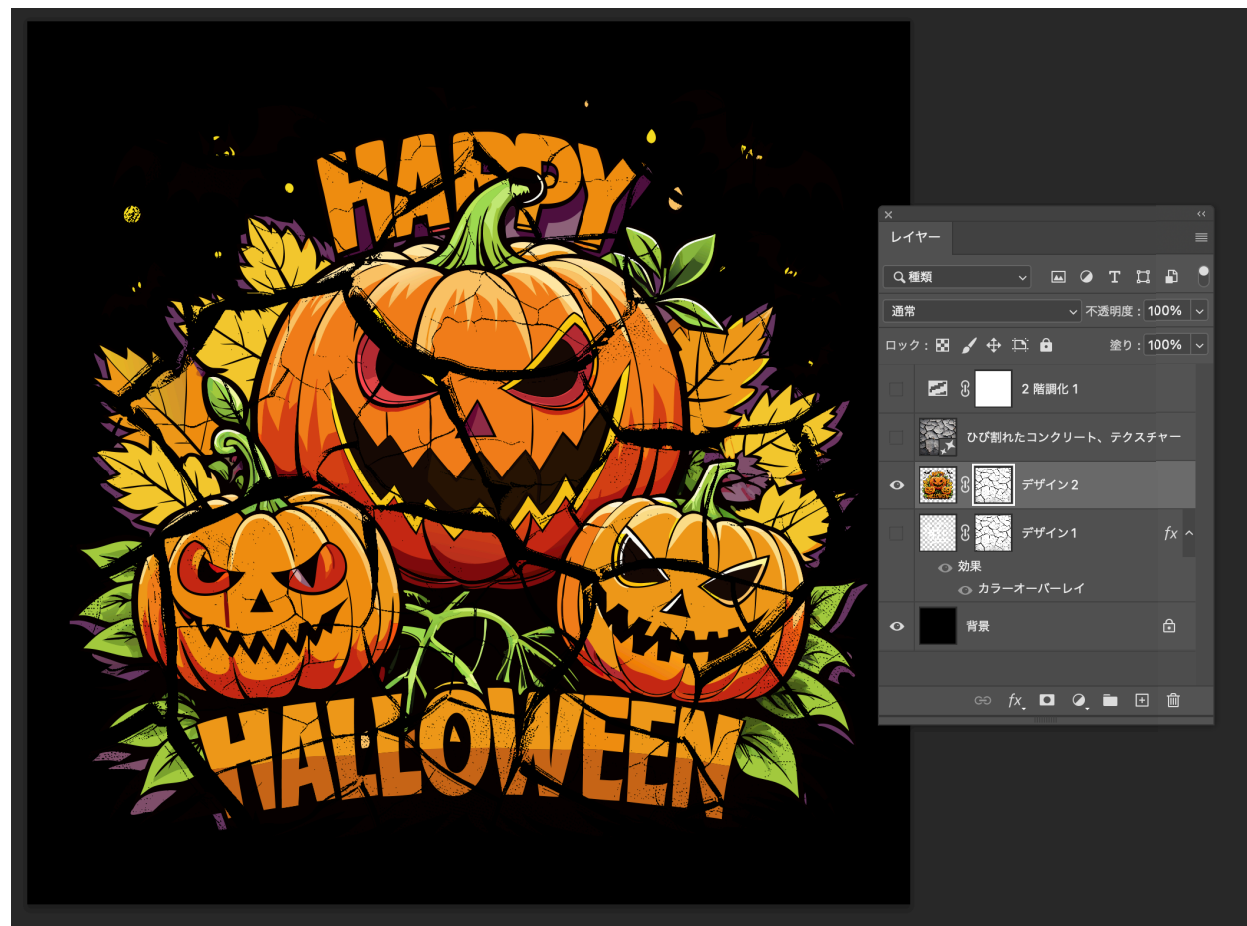 HAPPY
HALLOWEEN
レイヤー
種類
通常
不透明度 : 100%
ロック :
塗り : 100%
2 階調化 1
ひび割れたコンクリート、テクスチャー
デザイン 2
デザイン 1
fx
効果
カラーオーバーレイ
背景
fx